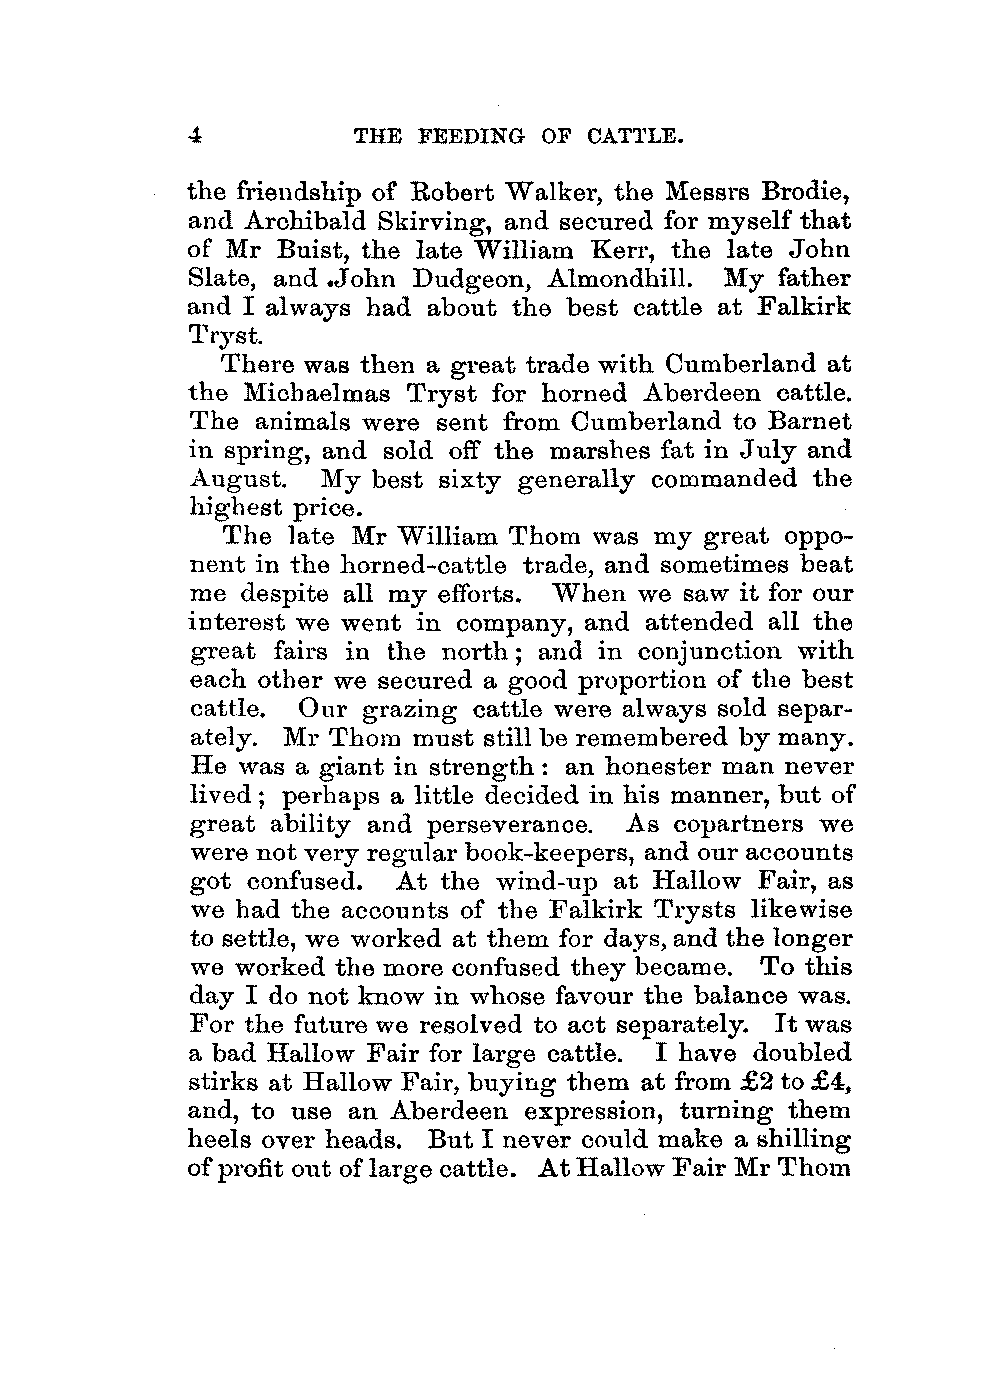 4 THE FEEDING OF CATTLE.
the friendship of Robert Walker, the Messrs Brodie,
and Archibald Skirving, and secured for myself that
of Mr Buist, the late William Kerr, the late John
Slate, and John Dudgeon, Almondhill. My father
and I always had about the best cattle at Falkirk
Tryst.
There was then a great trade with Cumberland at
the Michaelmas Tryst for horned Aberdeen cattle.
The animals were sent from Cumberland to Barnet
in spring, and sold off the marshes fat in July and
August. My best sixty generally commanded the
highest price.
The late Mr William Thom was my great oppo-
nent in the horned-cattle trade, and sometimes beat
me despite all my efforts. When we saw it for our
interest we went in company, and attended all the
great fairs in the north; and in conjunction with
each other we secured a good proportion of the best
cattle. Our grazing cattle were always sold separ-
ately. Mr Thom must still be remembered by many.
He was a giant in strength: an honester man never
lived; perhaps a little decided in his manner, but of
great ability and perseverance. As copartners we
were not very regular book-keepers, and our accounts
got confused. At the wind-up at Hallow Fair, as
we had the accounts of the Falkirk Trysts likewise
to settle, we worked at them for days, and the longer
we worked the more confused they became. To this
day I do not know in whose favour the balance was.
For the future we resolved to act separately. It was
a bad Hallow Fair for large cattle. I have doubled
stirks at Hallow Fair, buying them at from £2 to £4,
and, to use an Aberdeen expression, turning them
heels over heads. But I never could make a shilling
of profit out of large cattle. At Hallow Fair Mr Thom